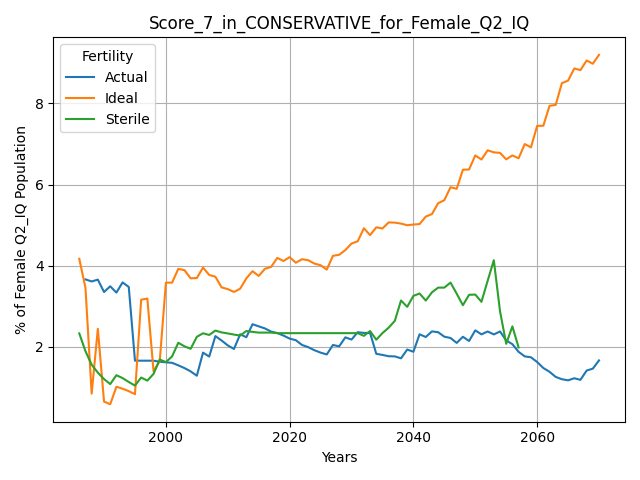 Score_7_in_CONSERVATIVE_for_Female_Q2_IQ
Fertility
Actual
Ideal
Sterile
% of Female Q2_IQ Population
8
6
4
2
2000
2020
2040
2060
Years